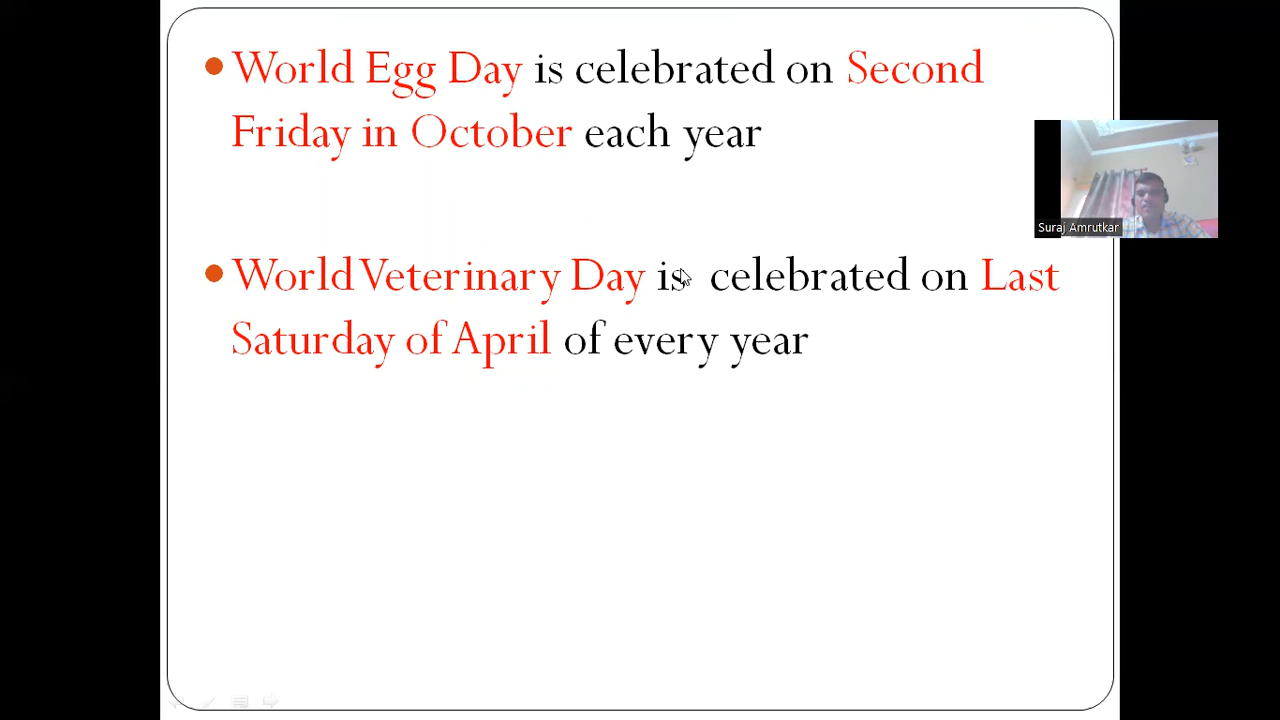 World Egg Day is celebrated on Second
Friday in October each year
Suraj Amrutkar
World Veterinary Day is celebrated on Last
Saturday of April of every year